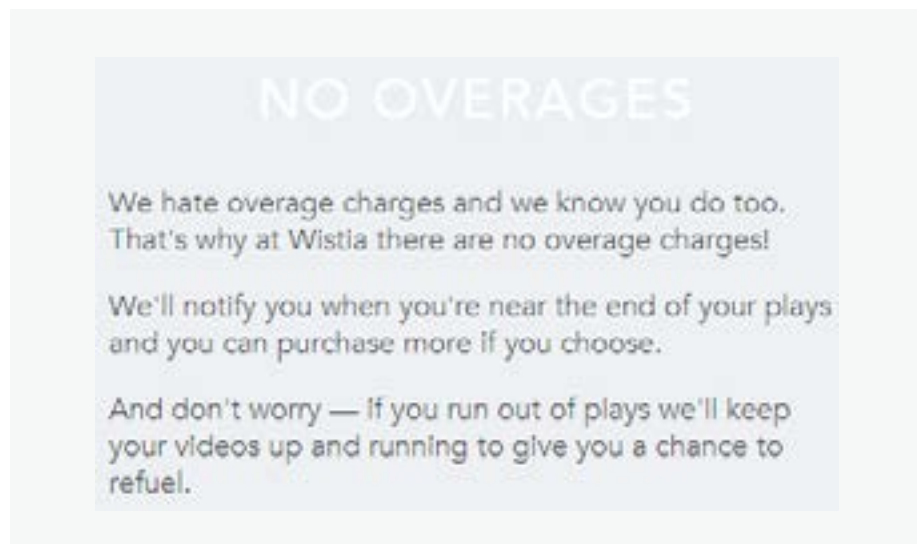 NO OVERAGES
We hate overage charges and we know you do too.
That's why at Wistia there are no overage charges!
We'll notify you when you're near the end of your plays
and you can purchase more if you choose.
And don't worry — if you run out of plays we'll keep
your videos up and running to give you a chance to
refuel.